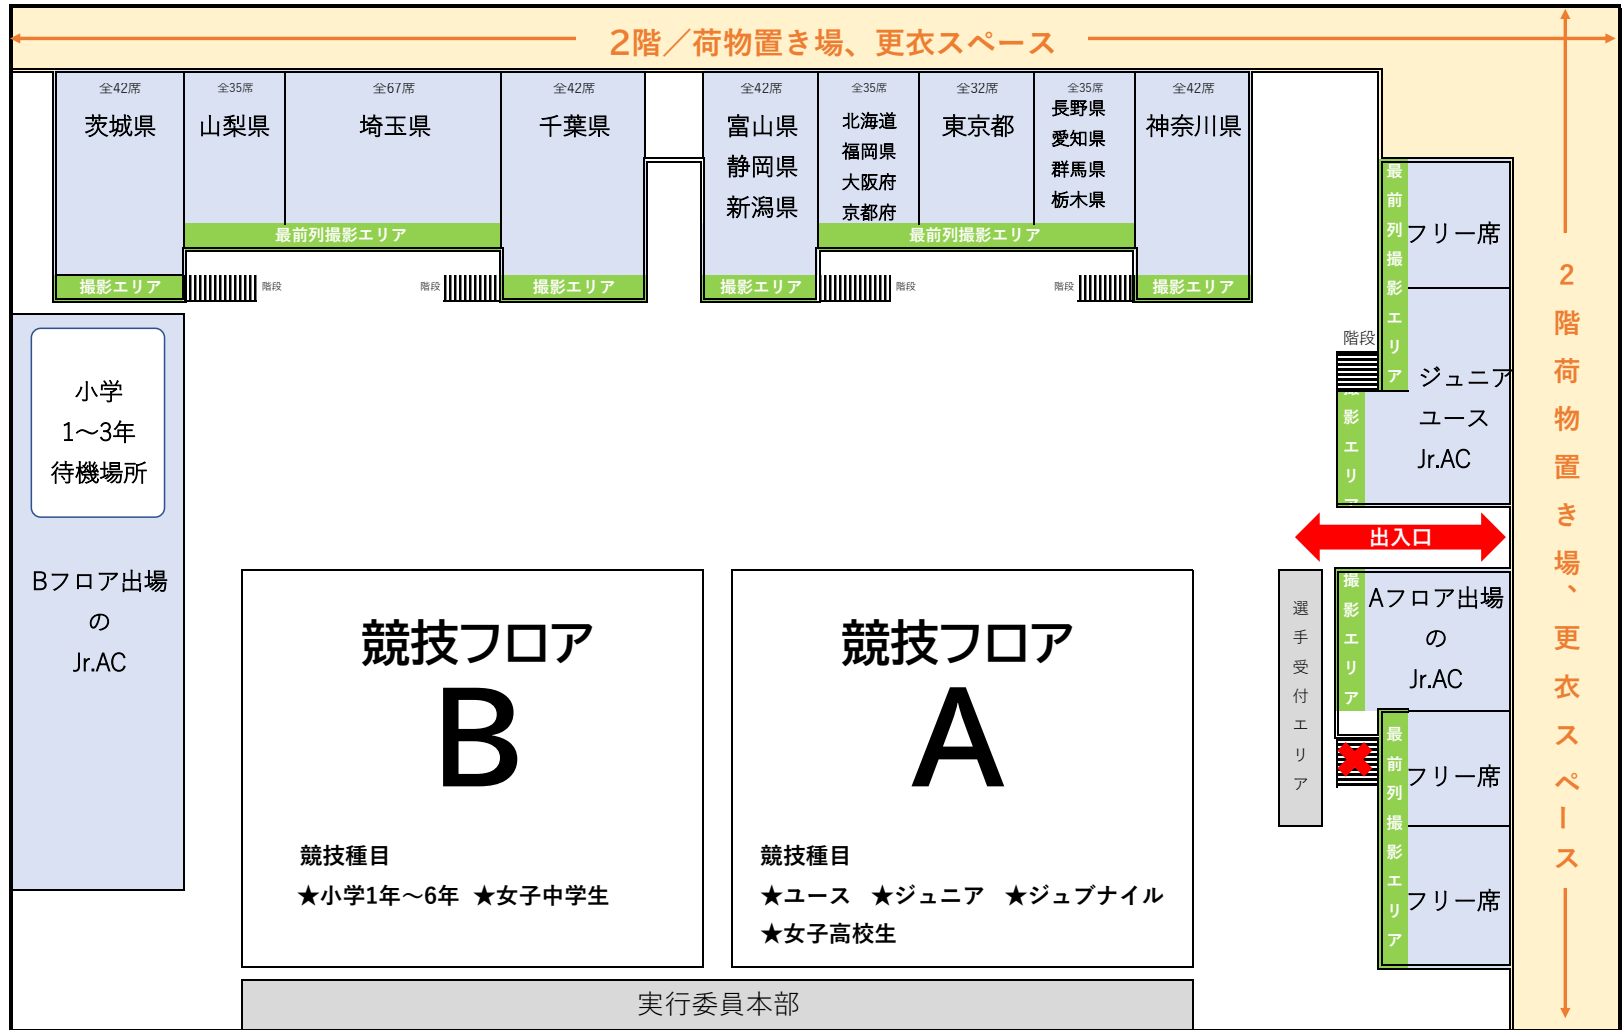 2階／荷物置き場、更衣スペース
全42席
茨城県
全35席
山梨県
全67席
埼玉県
全42席
千葉県
全42席
富山県
静岡県
新潟県
全35席
北海道
福岡県
大阪府
京都府
全32席
東京都
全35席
長野県
愛知県
群馬県
栃木県
全42席
神奈川県
最前列撮影エリア
最前列撮影エリア
撮影エリア
階段
階段
撮影エリア
撮影エリア
階段
階段
撮影エリア
最前列撮影エリア
フリー席
2階荷物置き場、更衣スペース
階段
ジュニア
ユース
Jr.AC
撮影エリア
出入口
小学
1～3年
待機場所
Bフロア出場
の
Jr.AC
競技フロア
B
競技種目
★小学1年～6年 ★女子中学生
競技フロア
A
競技種目
★ユース ★ジュニア ★ジュブナイル
★女子高校生
選手受付エリア
撮影エリア
Aフロア出場
の
Jr.AC
最前列撮影エリア
フリー席
フリー席
実行委員本部